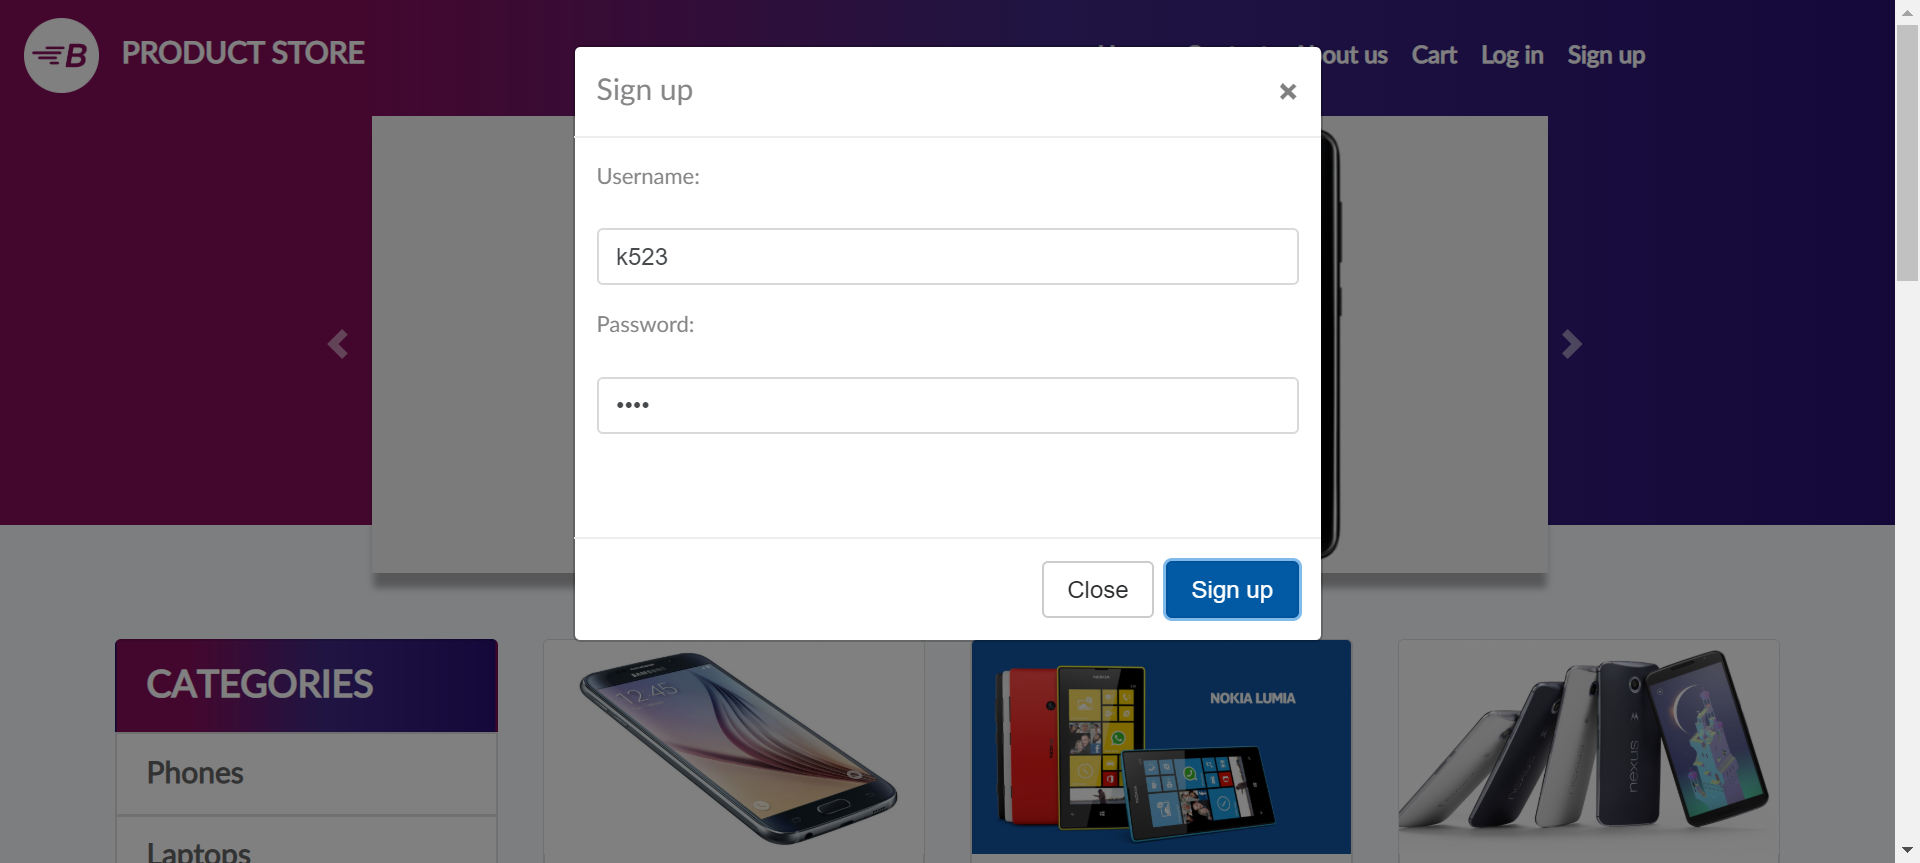 B PRODUCT STORE
out us Cart Log in Sign up
Sign up ×
Username:
k523
Password:
••••
Close Sign up
CATEGORIES
Phones
Laptops
SAMSUNG
12:45
NOKIA LUMIA
nexus